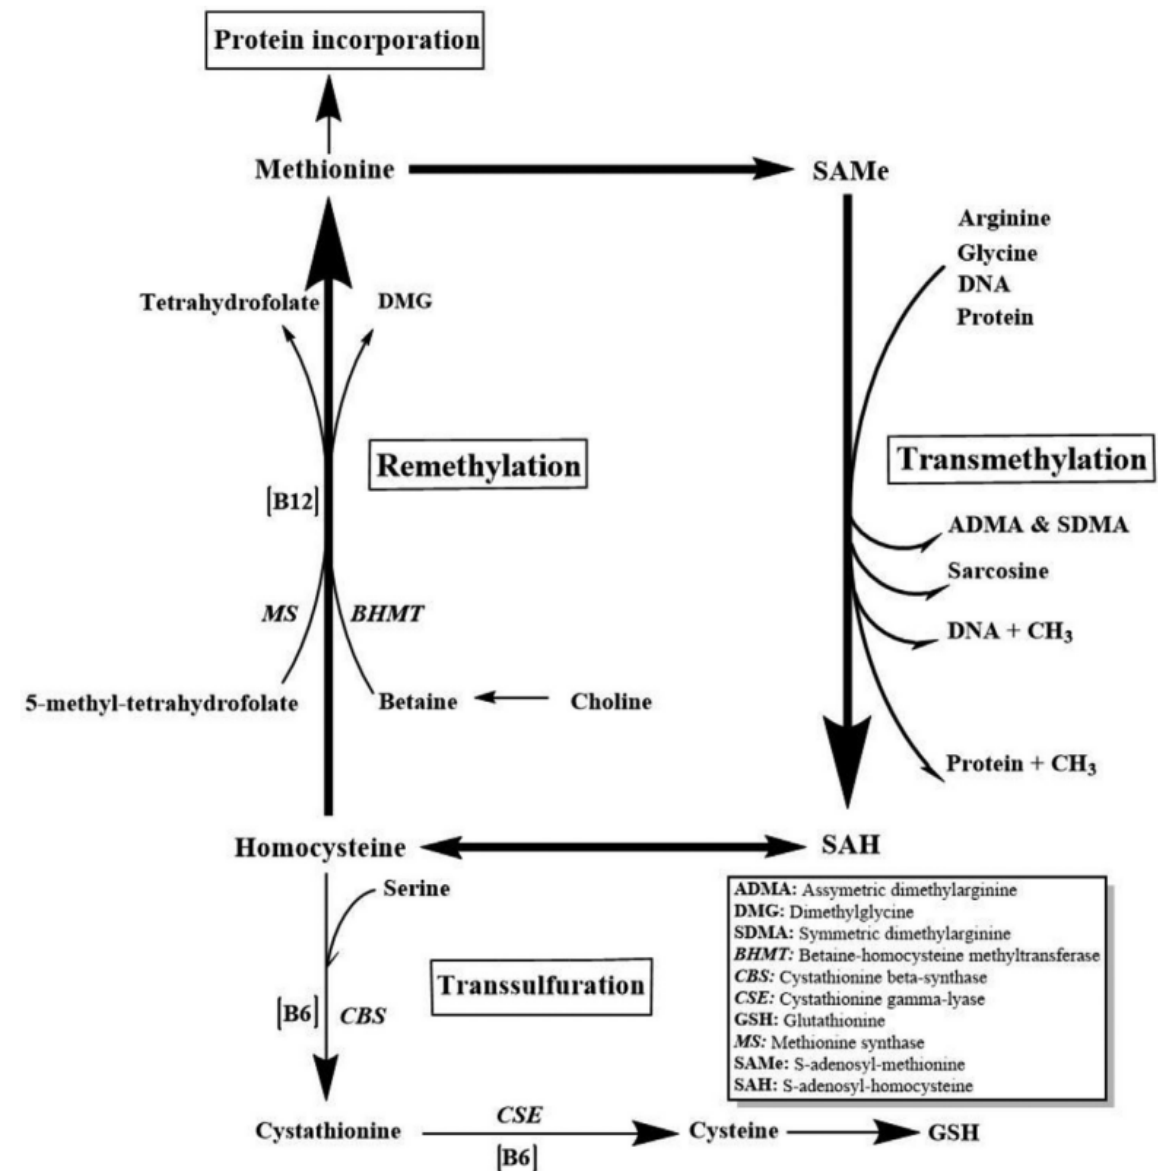 Protein incorporation
Methionine
SAMe
Arginine
Glycine
DNA
Protein
Tetrahydrofolate
DMG
Remethylation
Transmethylation
[B12]
ADMA & SDMA
Sarcosine
MS
BHMT
DNA + CH₃
5-methyl-tetrahydrofolate
Betaine
Choline
Protein + CH₃
Homocysteine
SAH
Serine
ADMA: Assymetric dimethylarginine
DMG: Dimethylglycine
SDMA: Symmetric dimethylarginine
BHMT: Betaine-homocysteine methyltransferase
CBS: Cystathionine beta-synthase
CSE: Cystathionine gamma-lyase
GSH: Glutathionine
MS: Methionine synthase
SAMe: S-adenosyl-methionine
SAH: S-adenosyl-homocysteine
Transsulfuration
[B6]
CBS
Cystathionine
CSE
[B6]
Cysteine
GSH